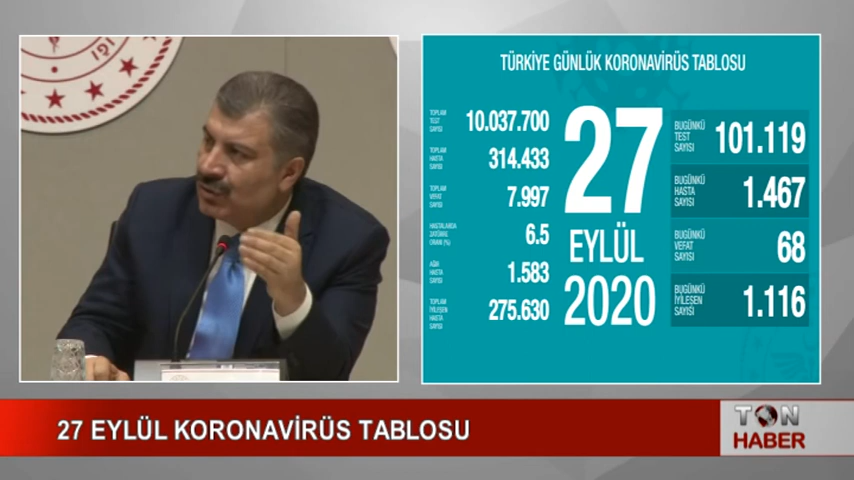 TÜRKİYE GÜNLÜK KORONAVİRÜS TABLOSU
TOPLAM
TEST
SAYISI
10.037.700
TOPLAM
HASTA
SAYISI
314.433
TOPLAM
VEFAT
SAYISI
7.997
HASTALARDA
ZATÜRRE
ORANI (%)
6.5
AĞIR
HASTA
SAYISI
1.583
TOPLAM
İYİLEŞEN
HASTA
SAYISI
275.630
27
EYLÜL
2020
BUGÜNKÜ
TEST
SAYISI
101.119
BUGÜNKÜ
HASTA
SAYISI
1.467
BUGÜNKÜ
VEFAT
SAYISI
68
BUGÜNKÜ
İYİLEŞEN
SAYISI
1.116
27 EYLÜL KORONAVİRÜS TABLOSU
TON
HABER